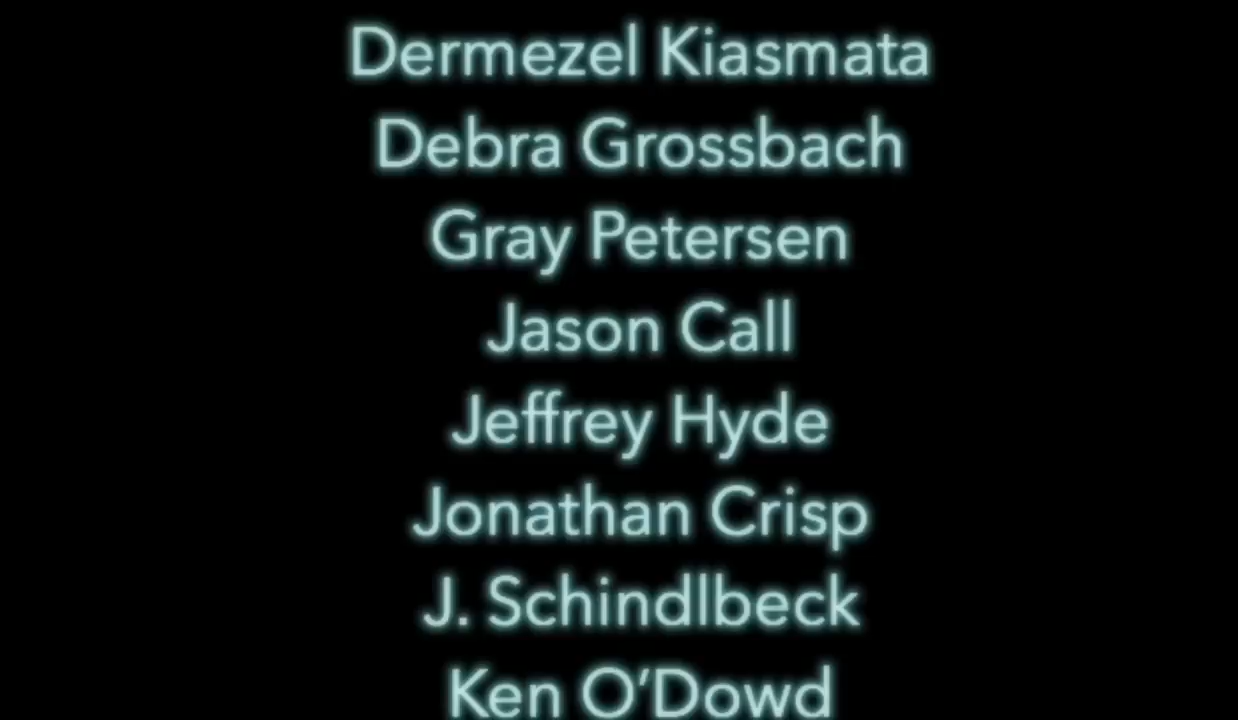 Dermezel Kiasmata
Debra Grossbach
Gray Petersen
Jason Call
Jeffrey Hyde
Jonathan Crisp
J. Schindlbeck
Ken O’Dowd